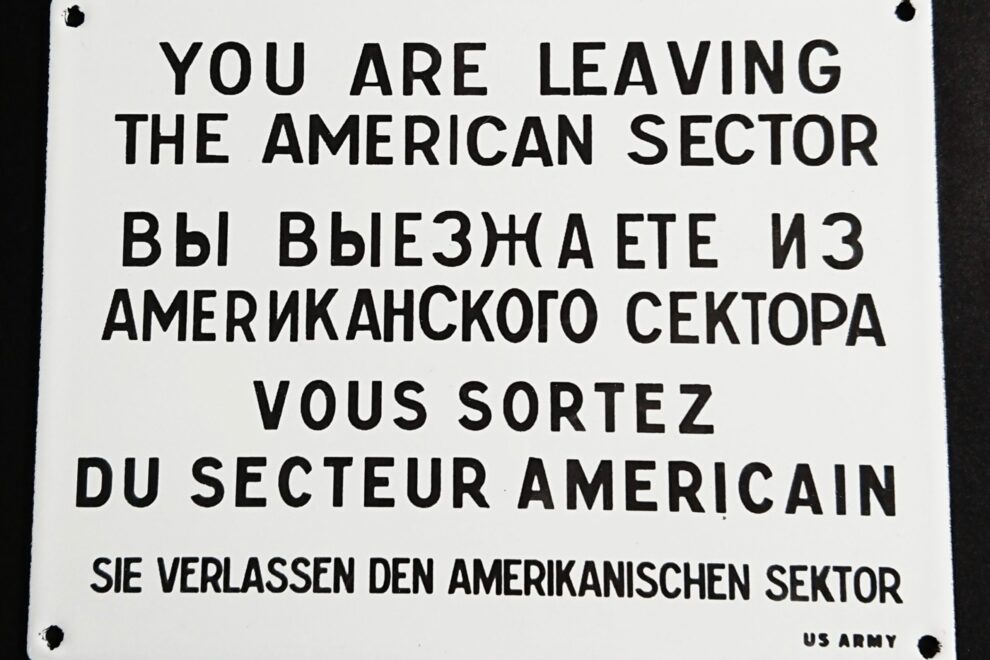 YOU ARE LEAVING
THE AMERICAN SECTOR
ВЫ ВЫЕЗЖАЕТЕ ИЗ
АМЕRИКАНСКОГО СЕКТОРА
VOUS SORTEZ
DU SECTEUR AMERICAIN
SIE VERLASSEN DEN AMERIKANISCHEN SEKTOR
US ARMY